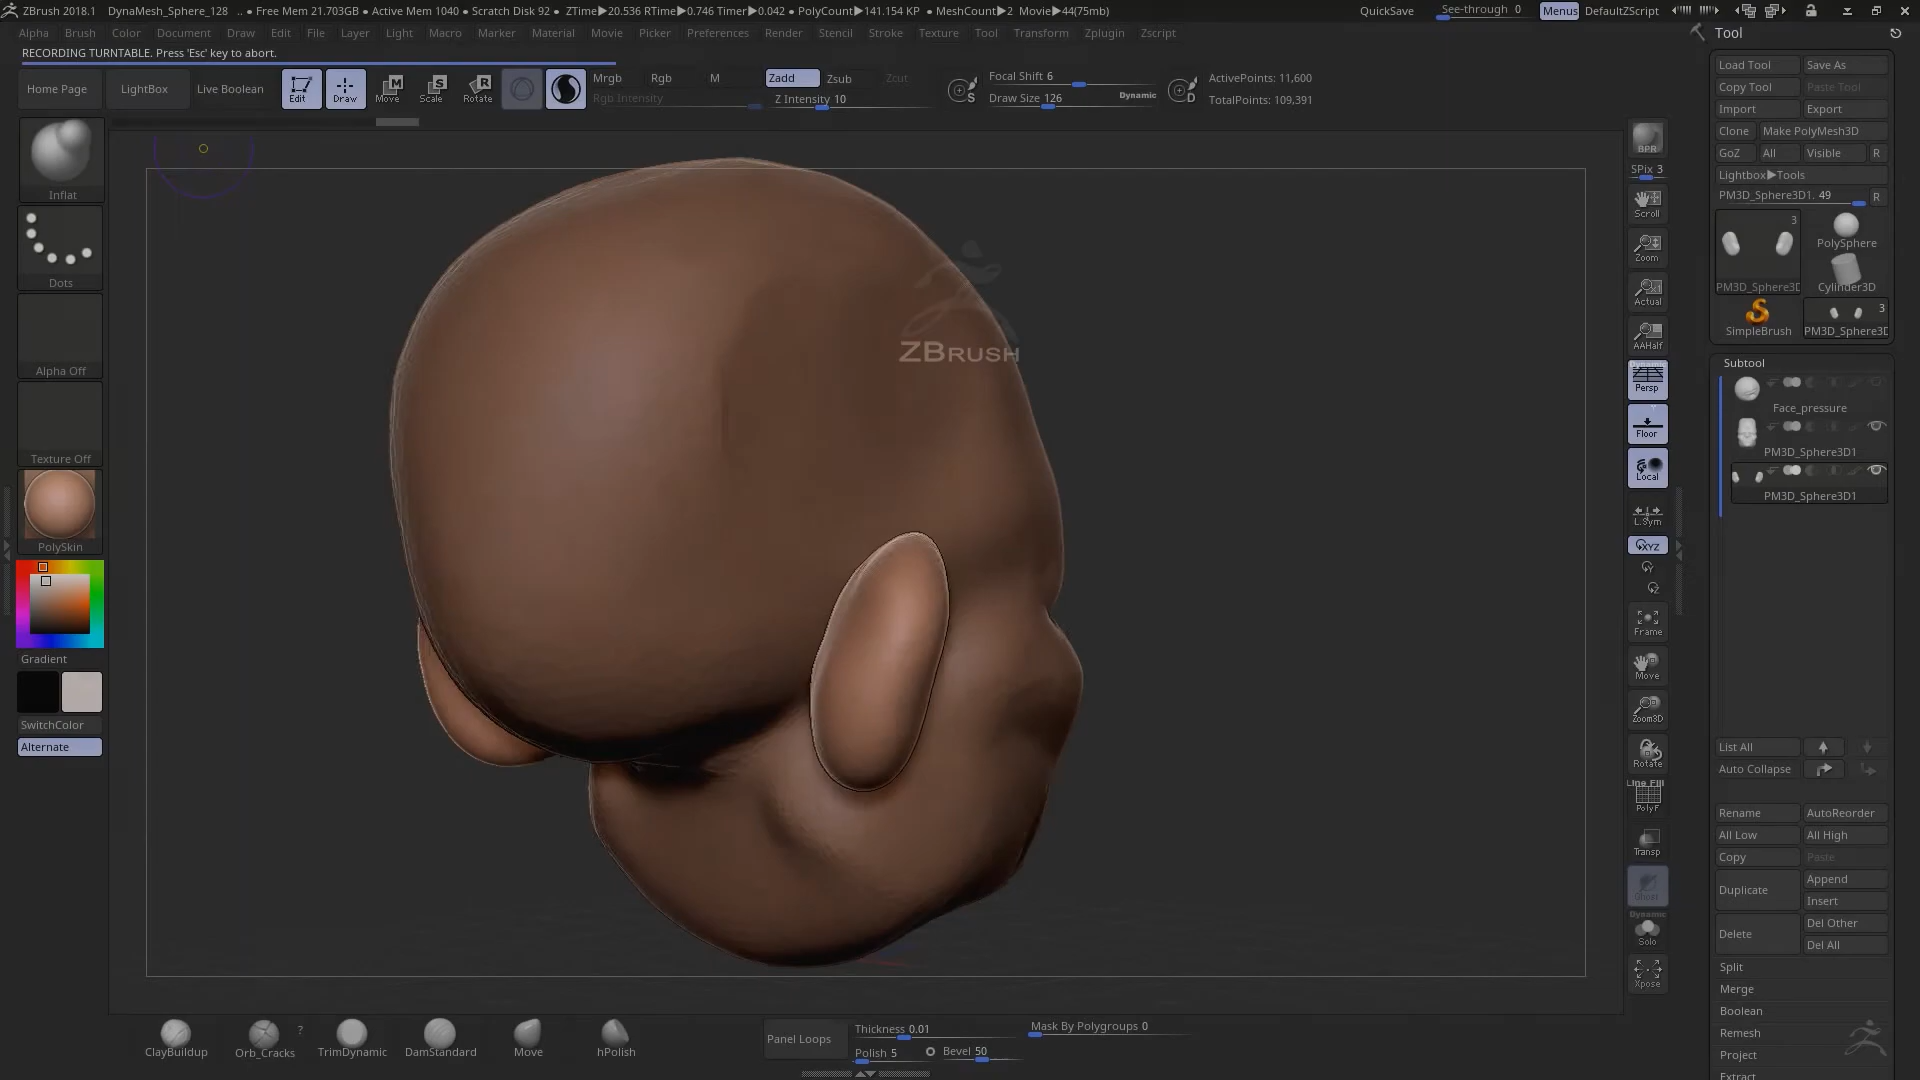 ZBrush 2018.1 DynaMesh_Sphere_128 .. • Free Mem 21.703GB • Active Mem 1040 • Scratch Disk 92 • ZTime▶20.536 RTime▶0.746 Timer▶0.042 • PolyCount▶141.154 KP • MeshCount▶2 Movie▶44(75mb) QuickSave See-through 0 Menus DefaultZScript
Alpha Brush Color Document Draw Edit File Layer Light Macro Marker Material Movie Picker Preferences Render Stencil Stroke Texture Tool Transform Zplugin Zscript
RECORDING TURNTABLE. Press 'Esc' key to abort.
Home Page LightBox Live Boolean Edit Draw Move Scale Rotate
M S R
Mrgb Rgb M
Rgb Intensity
Zadd Zsub Zcut
Z Intensity 10
S
Focal Shift 6
Draw Size 126 Dynamic
D
ActivePoints: 11,600
TotalPoints: 109,391
Inflat
Dots
Alpha Off
Texture Off
PolySkin
Gradient
SwitchColor
Alternate
ZBRUSH
BPR
SPix 3
Scroll
Zoom
Actual
AAHalf
Dynamic
Persp
Floor
Local
L.Sym
XYZ
Y
Z
Frame
Move
Zoom3D
Rotate
Line Fill
PolyF
Transp
Ghost
Dynamic
Solo
Xpose
Tool
Load Tool Save As
Copy Tool Paste Tool
Import Export
Clone Make PolyMesh3D
GoZ All Visible R
Lightbox▶Tools
PM3D_Sphere3D1. 49 R
3
PolySphere
PM3D_Sphere3D Cylinder3D
3
SimpleBrush PM3D_Sphere3D
Subtool
Face_pressure
PM3D_Sphere3D1
PM3D_Sphere3D1
List All
Auto Collapse
Rename AutoReorder
All Low All High
Copy Paste
Duplicate Append
Insert
Delete Del Other
Del All
Split
Merge
Boolean
Remesh
Project
Extract
ClayBuildup Orb_Cracks ? TrimDynamic DamStandard Move hPolish
Panel Loops
Thickness 0.01
Polish 5 Bevel 50
Mask By Polygroups 0